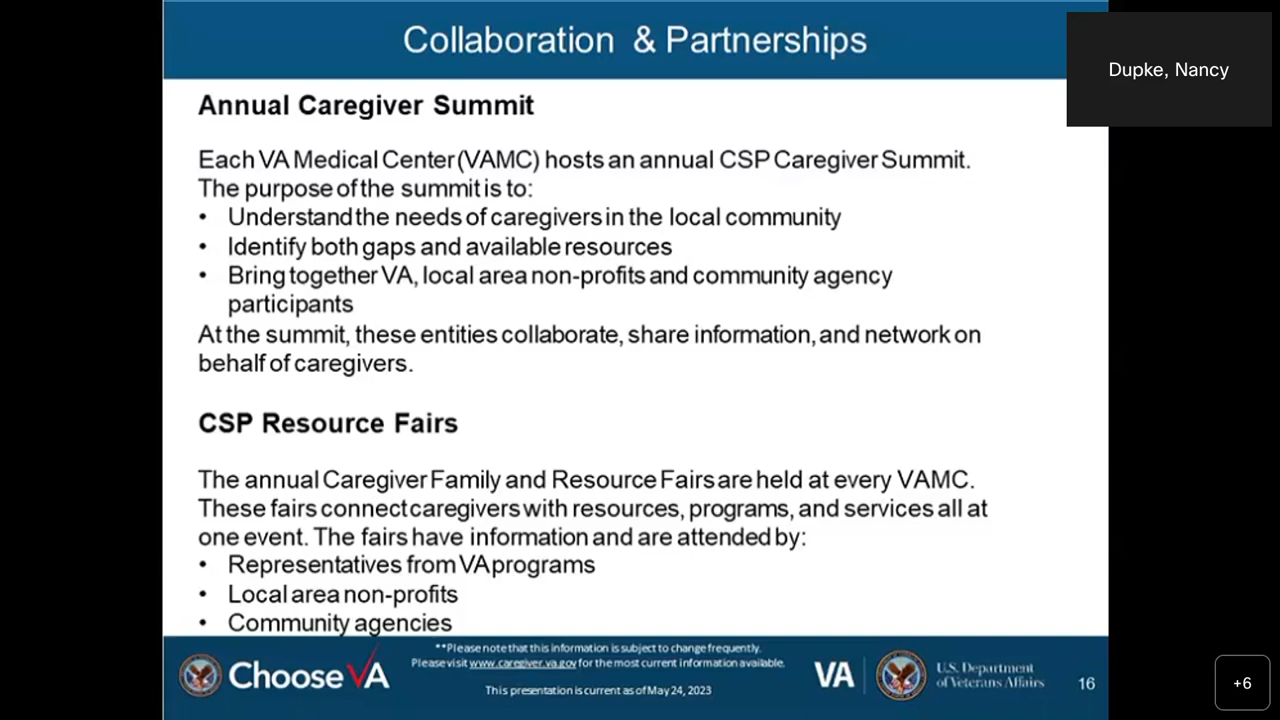 Collaboration & Partnerships
Dupke, Nancy
Annual Caregiver Summit
Each VA Medical Center (VAMC) hosts an annual CSP Caregiver Summit.
The purpose of the summit is to:
• Understand the needs of caregivers in the local community
• Identify both gaps and available resources
• Bring together VA, local area non-profits and community agency
participants
At the summit, these entities collaborate, share information, and network on
behalf of caregivers.
CSP Resource Fairs
The annual Caregiver Family and Resource Fairs are held at every VAMC.
These fairs connect caregivers with resources, programs, and services all at
one event. The fairs have information and are attended by:
• Representatives from VA programs
• Local area non-profits
• Community agencies
**Please note that this information is subject to change frequently.
Please visit www.caregiver.va.gov for the most current information available.
This presentation is current as of May 24, 2023
Choose VA
VA
U.S. Department
of Veterans Affairs
16
+6